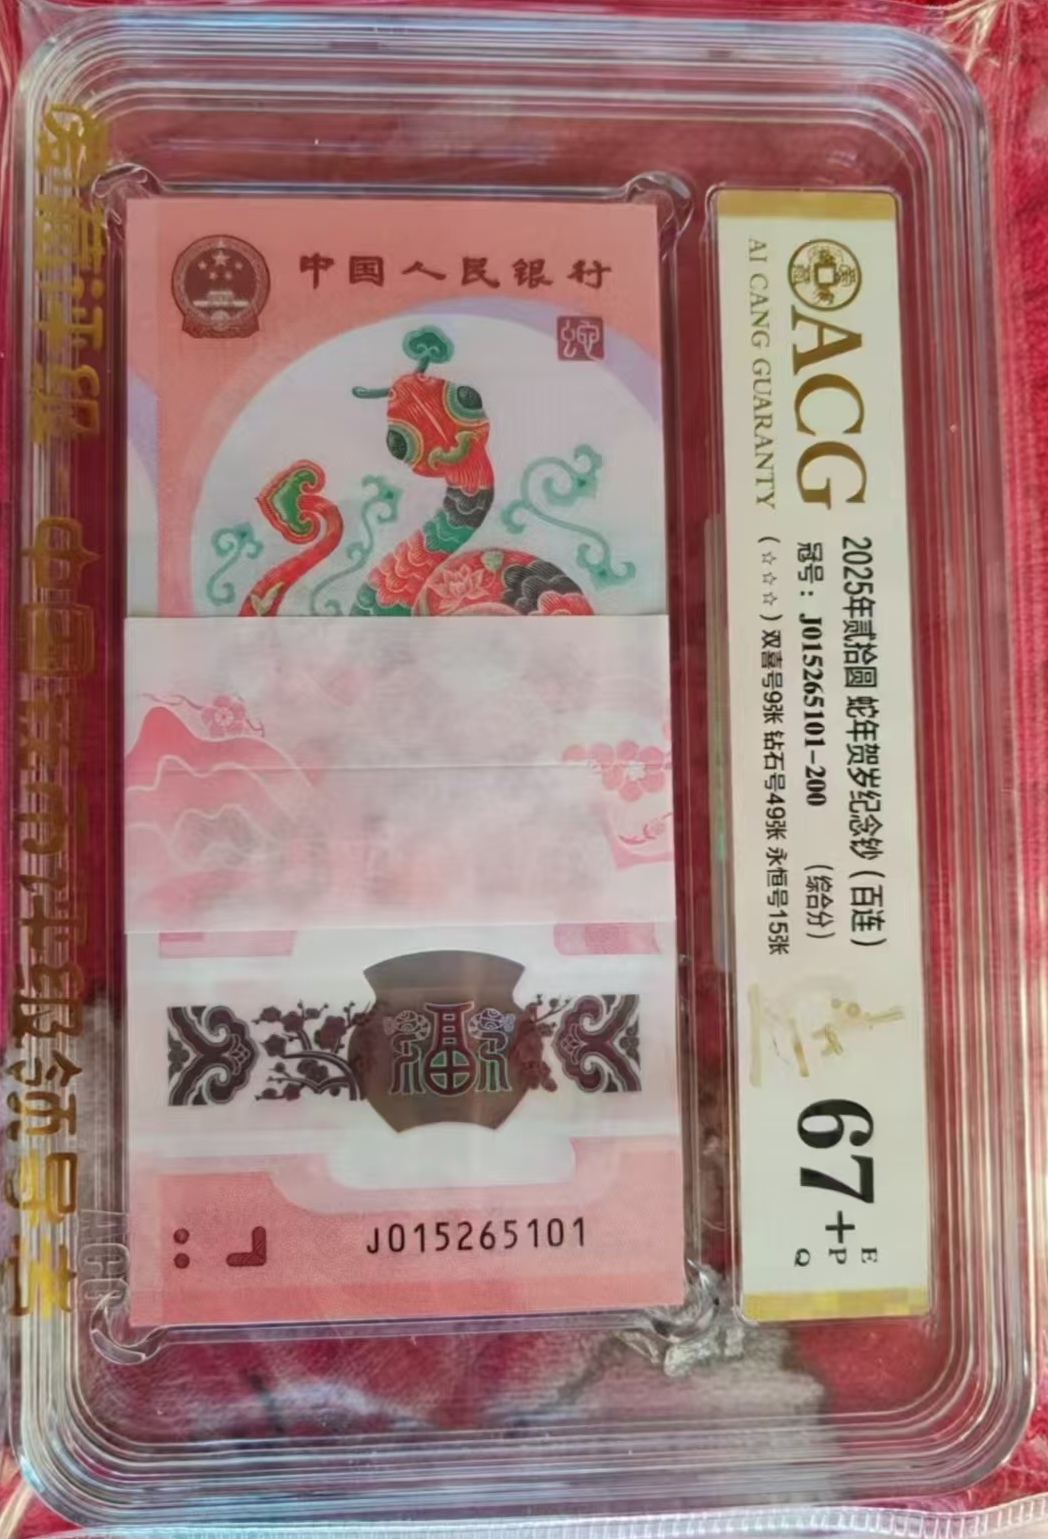 爱藏评级·中国钱币评级领导者
中国人民银行
蛇
J015265101
ACG
AI CANG GUARANTY
2025年贰拾圆 蛇年贺岁纪念钞（百连）
冠号：J015265101-200 （综合分）
（☆☆☆）双喜号9张 钻石号49张 永恒号15张
67+
E
P
Q
ACG